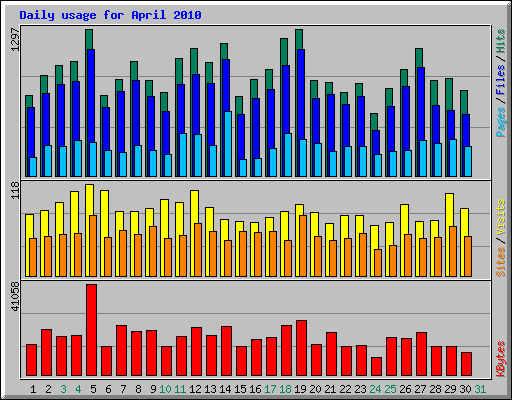 Daily usage for April 2010
1297
Pages / Files / Hits
118
Sites / Visits
41058
KBytes
1 2 3 4 5 6 7 8 9 10 11 12 13 14 15 16 17 18 19 20 21 22 23 24 25 26 27 28 29 30 31